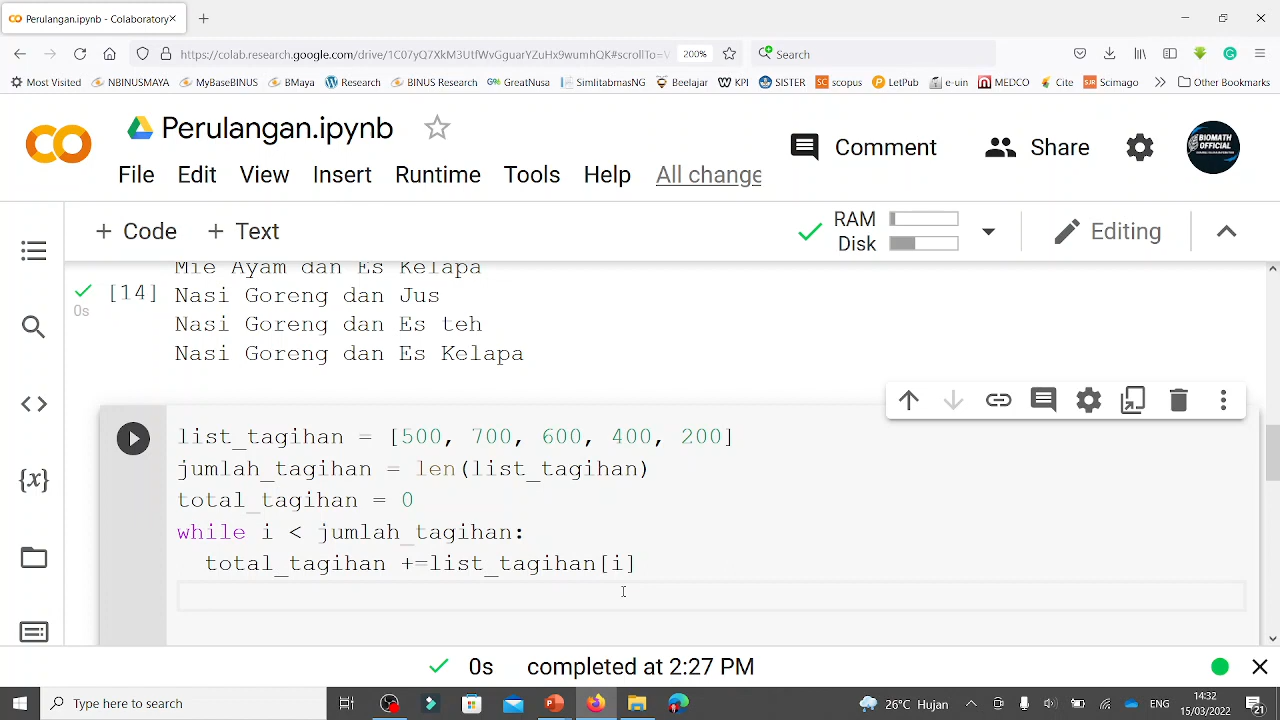 Perulangan.ipynb - Colaboratory
https://colab.research.google.com/drive/1C07yQ7XkM3UtfWsGguarYZuHx9wumhQK#scrollTo=V
200%
Search
Most Visited
NBINUSMAYA
MyBaseBINUS
BMaya
Research
BINUS Research
GreatNusa
SimlitabmasNG
Beelajar
KPI
SISTER
scopus
LetPub
e-uin
MEDCO
Cite
Scimago
Other Bookmarks
Perulangan.ipynb
Comment
Share
BIOMATH
OFFICIAL
File Edit View Insert Runtime Tools Help All change
+ Code + Text
RAM
Disk
Editing
Mie Ayam dan Es Kelapa
[14] Nasi Goreng dan Jus
0s
Nasi Goreng dan Es teh
Nasi Goreng dan Es Kelapa
list_tagihan = [500, 700, 600, 400, 200]
jumlah_tagihan = len(list_tagihan)
total_tagihan = 0
while i < jumlah_tagihan:
total_tagihan +=list_tagihan[i]
0s completed at 2:27 PM
Type here to search
26°C Hujan
ENG
14:32
15/03/2022
21